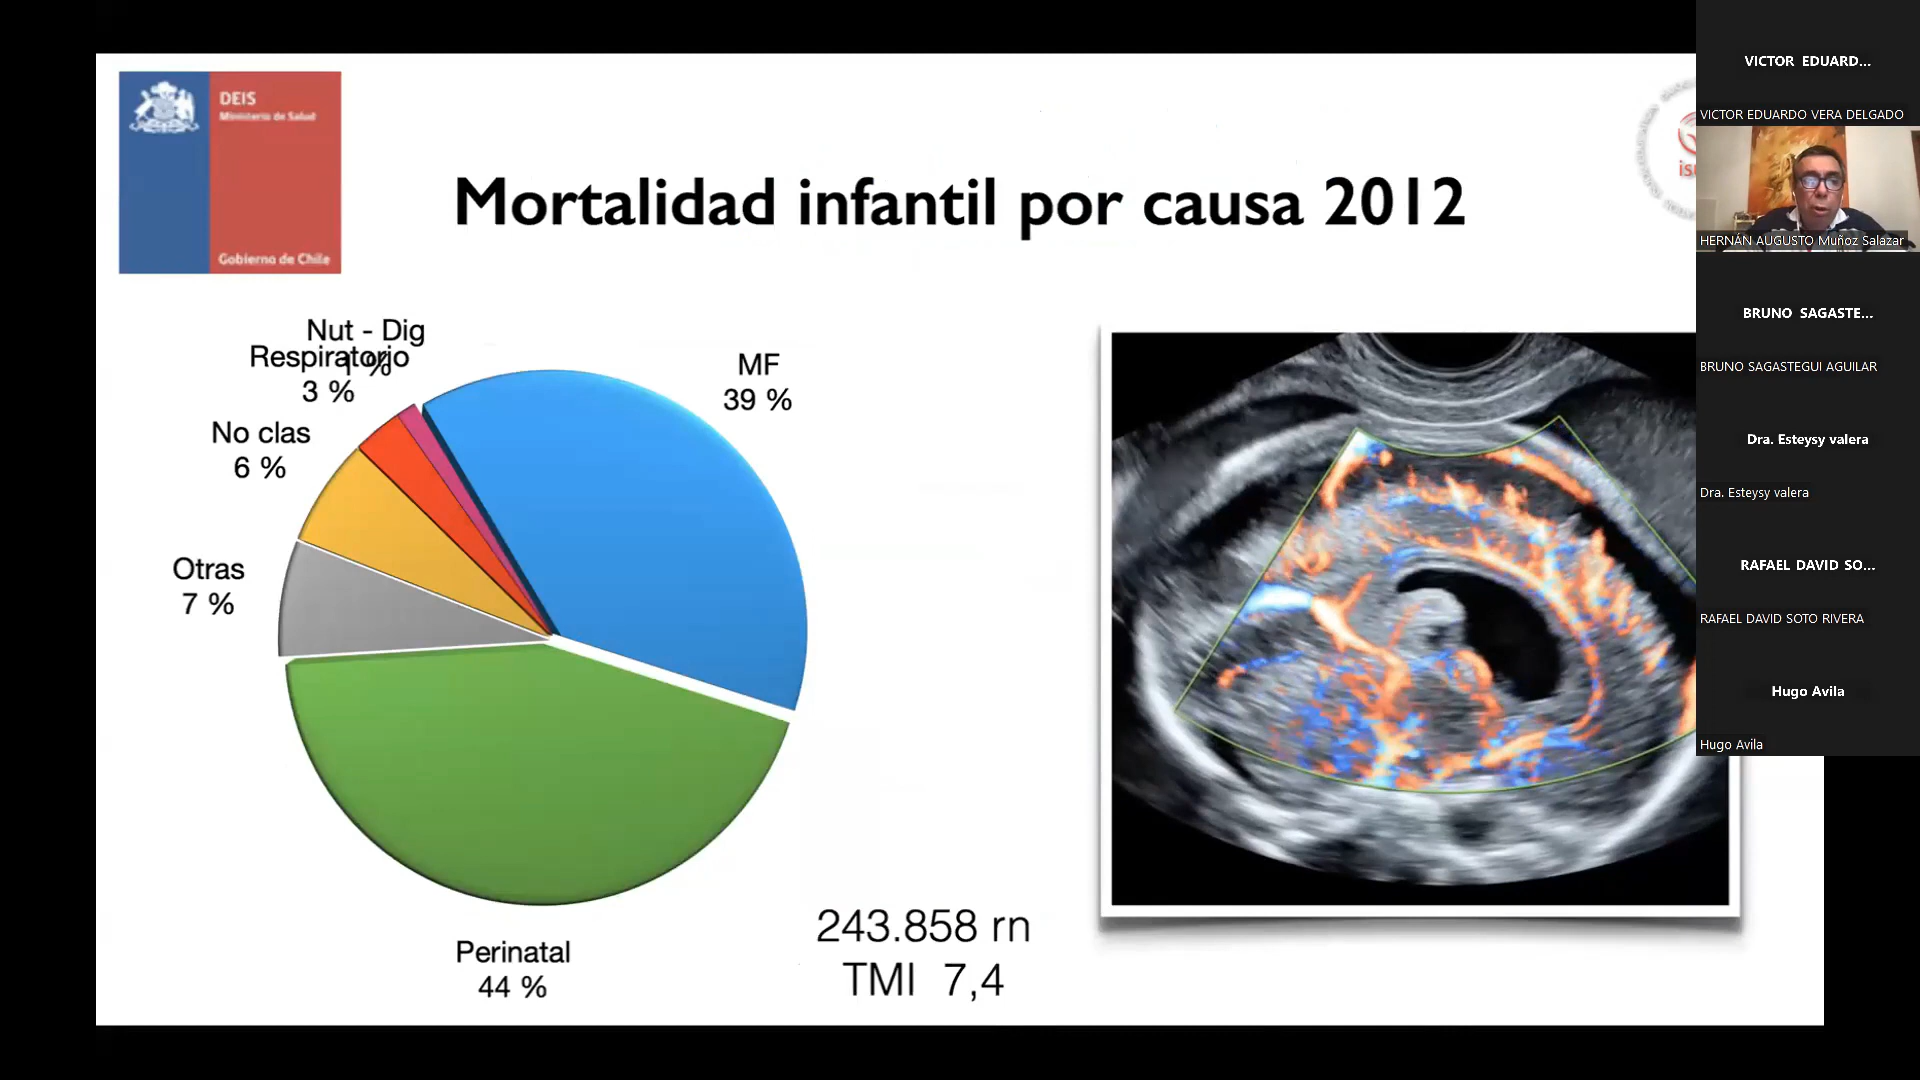 DEIS
Ministerio de Salud
Gobierno de Chile
Mortalidad infantil por causa 2012
Nut - Dig
1 %
Respiratorio
3 %
No clas
6 %
Otras
7 %
MF
39 %
Perinatal
44 %
243.858 rn
TMI 7,4
VICTOR EDUARD...
VICTOR EDUARDO VERA DELGADO
HERNÁN AUGUSTO Muñoz Salazar
BRUNO SAGASTE...
BRUNO SAGASTEGUI AGUILAR
Dra. Esteysy valera
Dra. Esteysy valera
RAFAEL DAVID SO...
RAFAEL DAVID SOTO RIVERA
Hugo Avila
Hugo Avila